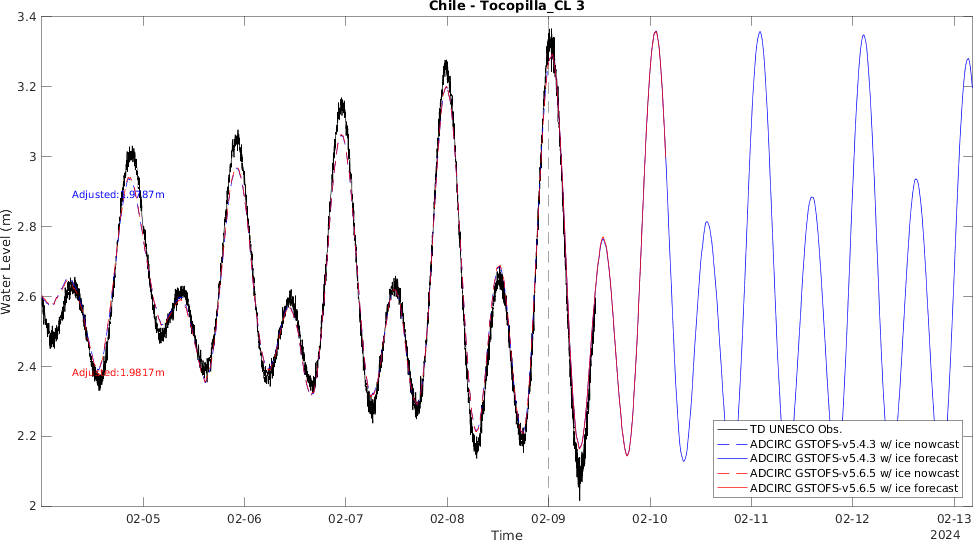 Chile - Tocopilla_CL 3
3.4
3.2
3
2.8
2.6
2.4
2.2
2
Water Level (m)
Adjusted:1.9787m
Adjusted:1.9817m
TD UNESCO Obs.
ADCIRC GSTOFS-v5.4.3 w/ ice nowcast
ADCIRC GSTOFS-v5.4.3 w/ ice forecast
ADCIRC GSTOFS-v5.6.5 w/ ice nowcast
ADCIRC GSTOFS-v5.6.5 w/ ice forecast
02-05 02-06 02-07 02-08 02-09 02-10 02-11 02-12 02-13
2024
Time